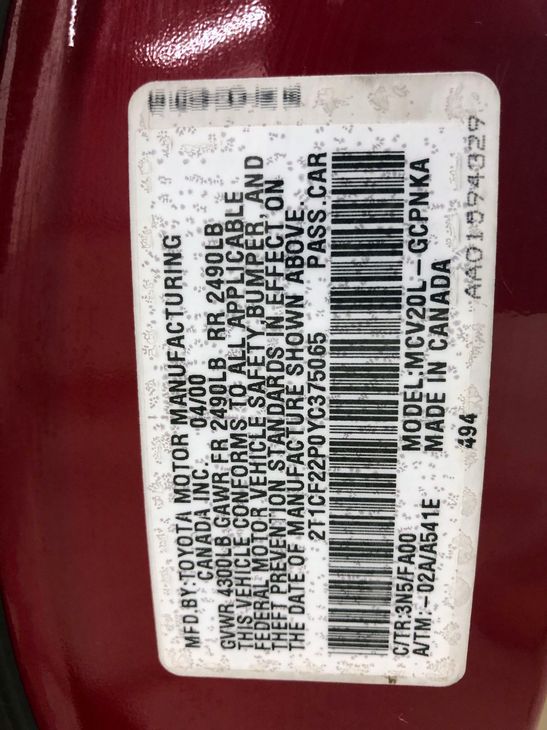 MFD.BY:TOYOTA MOTOR MANUFACTURING
CANADA INC. 04/00
GVWR 4300LB GAWR FR 2490LB RR 2490LB
THIS VEHICLE CONFORMS TO ALL APPLICABLE
FEDERAL MOTOR VEHICLE SAFETY, BUMPER, AND
THEFT PREVENTION STANDARDS IN EFFECT ON
THE DATE OF MANUFACTURE SHOWN ABOVE.
2T1CF22P0YC375065 PASS.CAR
C/TR:3N5/FA00 MODEL:MCV20L-GCPNKA
A/TM:-02A/A541E MADE IN CANADA
494
AA01094329